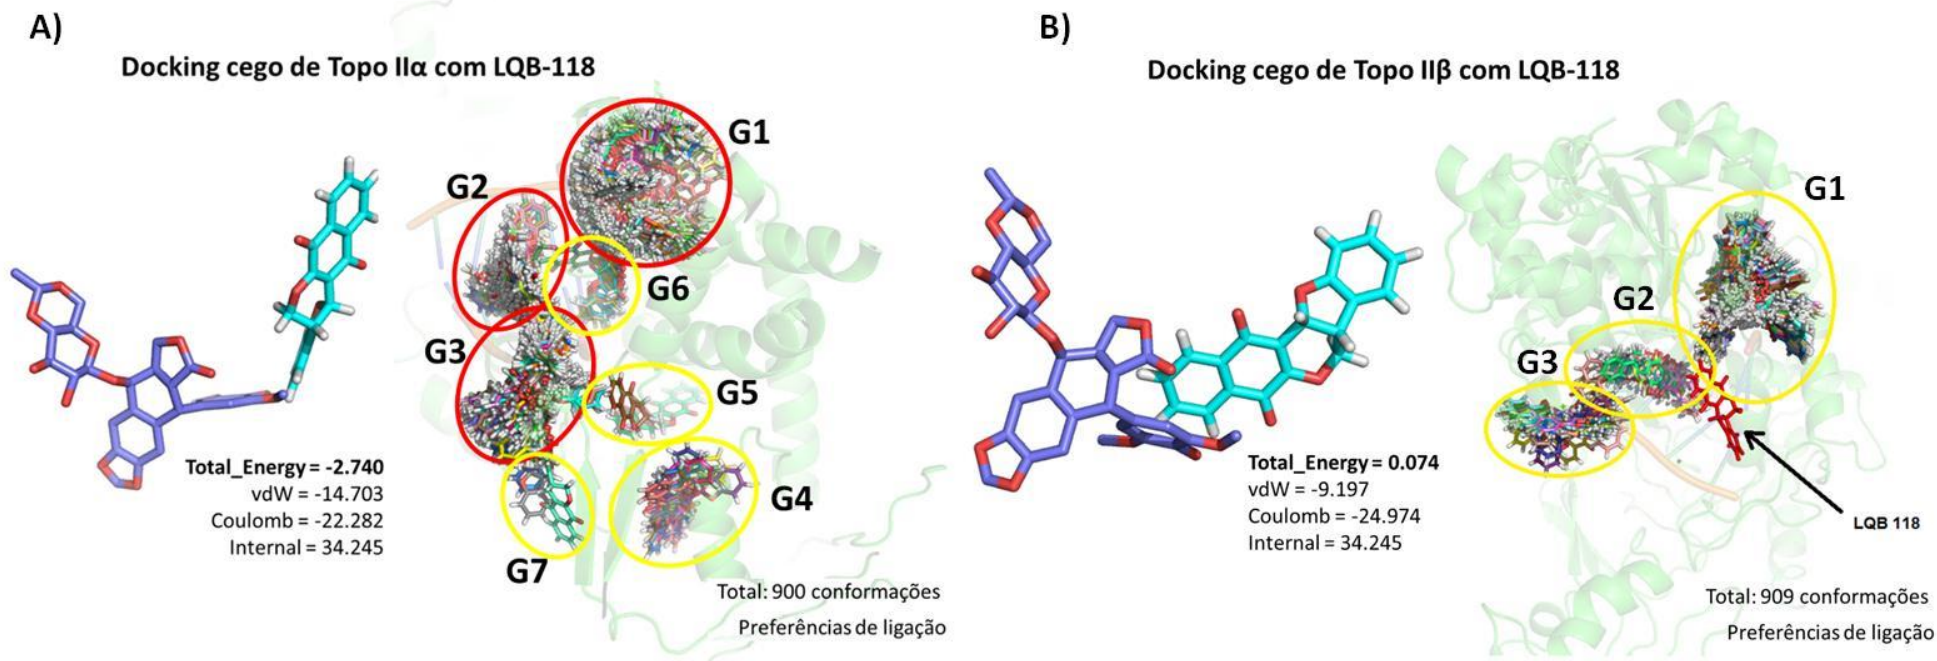 A)
Docking cego de Topo IIα com LQB-118
G1
G2
G6
G3
G5
G4
G7
Total_Energy = -2.740
vdW = -14.703
Coulomb = -22.282
Internal = 34.245
Total: 900 conformações
Preferências de ligação
B)
Docking cego de Topo IIβ com LQB-118
G1
G2
G3
Total_Energy = 0.074
vdW = -9.197
Coulomb = -24.974
Internal = 34.245
LQB 118
Total: 909 conformações
Preferências de ligação